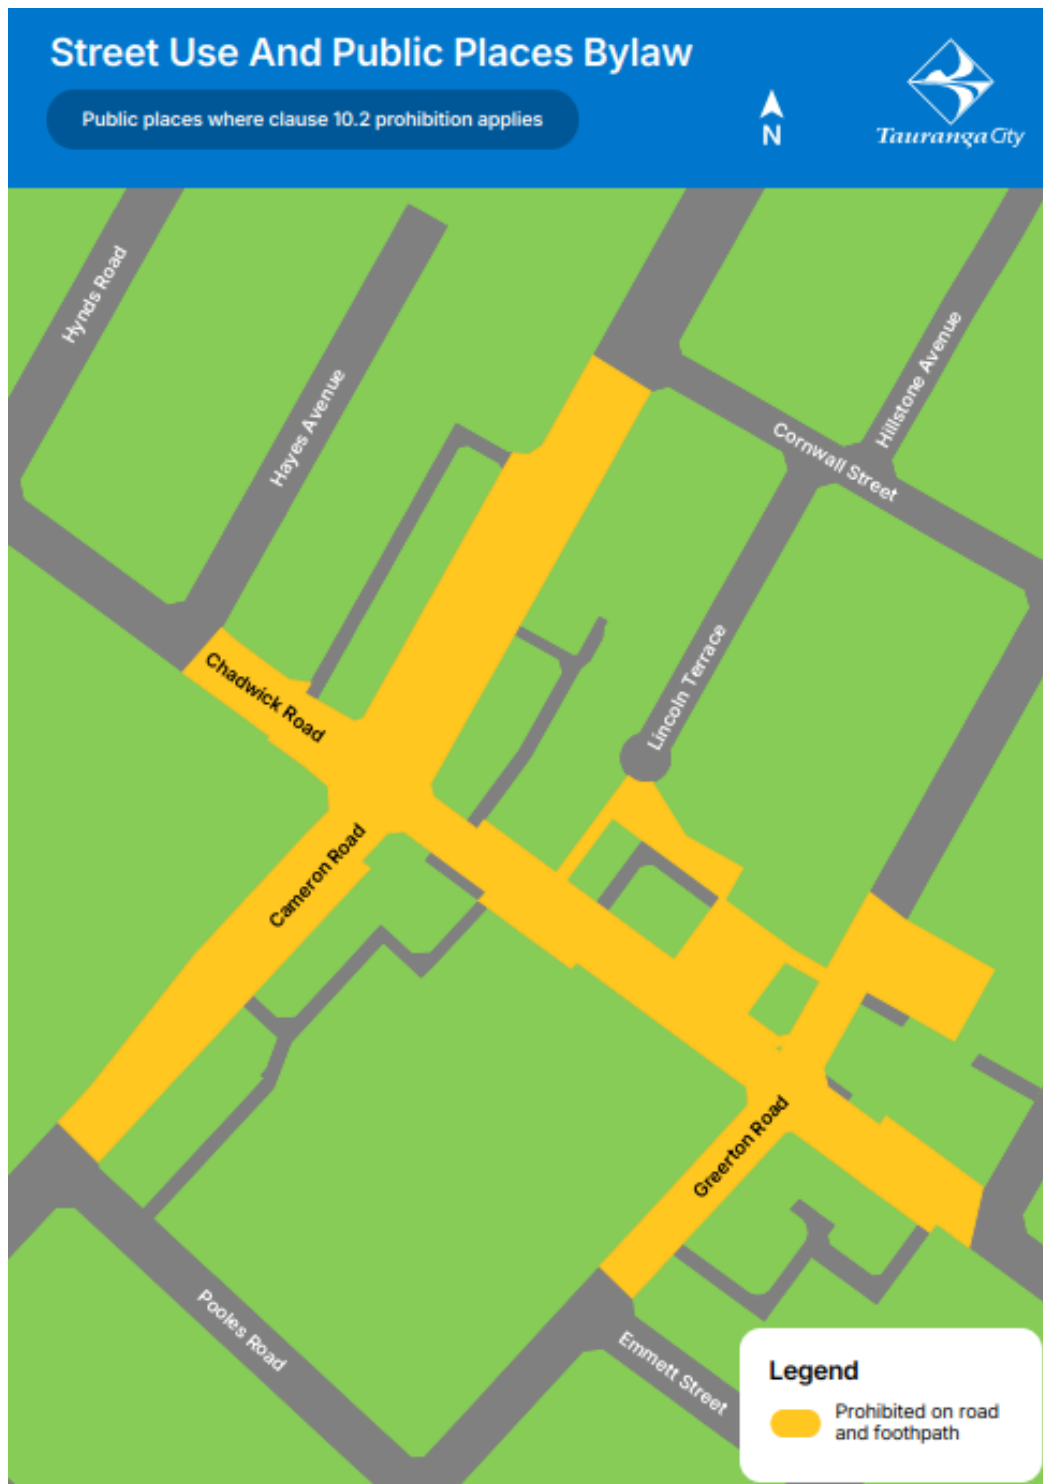 Street Use And Public Places Bylaw
Public places where clause 10.2 prohibition applies
N
Tauranga City
Hynds Road
Hayes Avenue
Hillstone Avenue
Cornwall Street
Lincoln Terrace
Chadwick Road
Cameron Road
Greerton Road
Pooles Road
Emmett Street
Legend
Prohibited on road
and foothpath